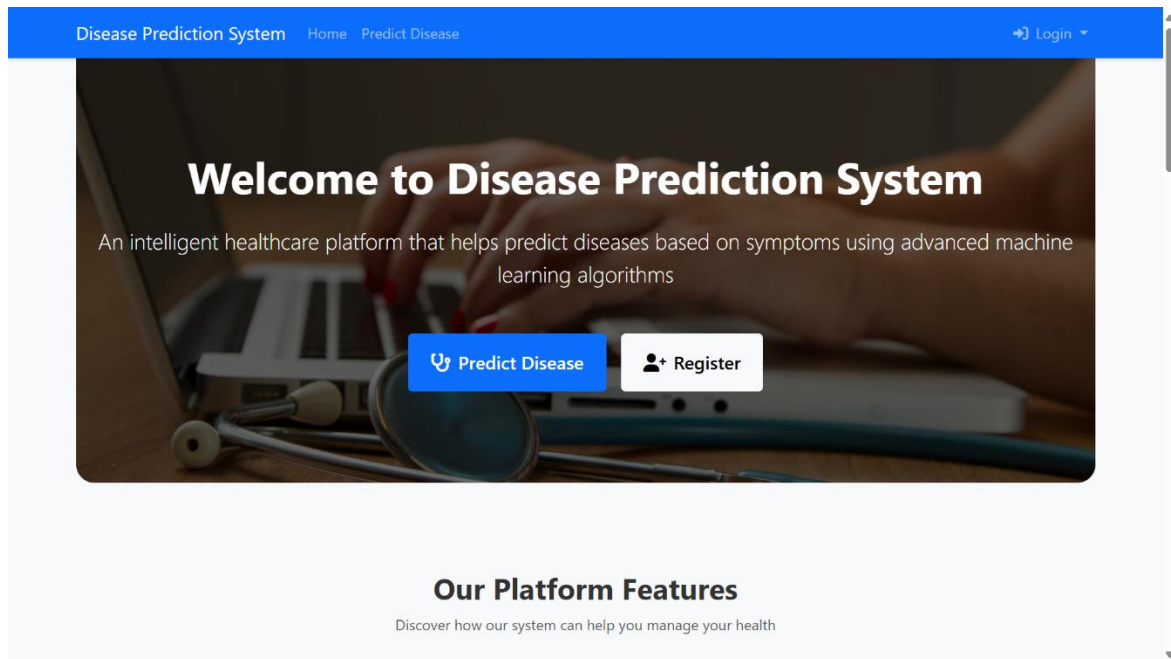 Disease Prediction System Home Predict Disease Login
Welcome to Disease Prediction System
An intelligent healthcare platform that helps predict diseases based on symptoms using advanced machine
learning algorithms
Predict Disease Register
Our Platform Features
Discover how our system can help you manage your health